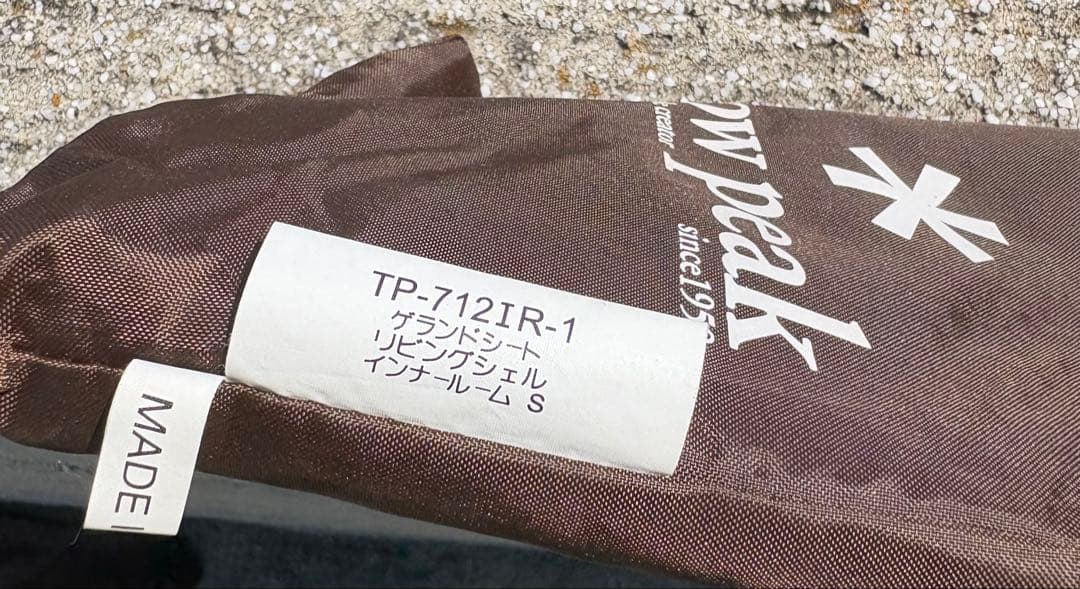 TP-712IR-1
グランドシート
リビングシェル
インナールーム S
MADE I
ow peak
creator
since 195